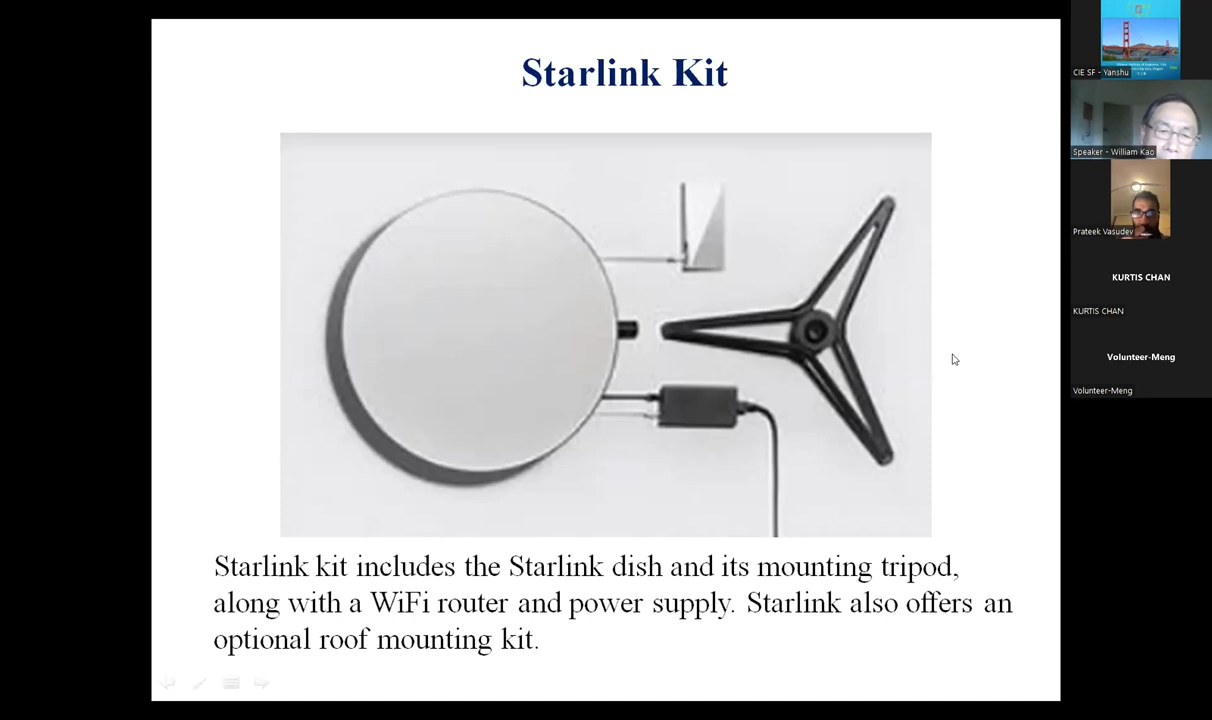 Starlink Kit
Starlink kit includes the Starlink dish and its mounting tripod,
along with a WiFi router and power supply. Starlink also offers an
optional roof mounting kit.
CIE SF - Yanshu
Speaker - William Kao
Prateek Vasudev
KURTIS CHAN
KURTIS CHAN
Volunteer-Meng
Volunteer-Meng